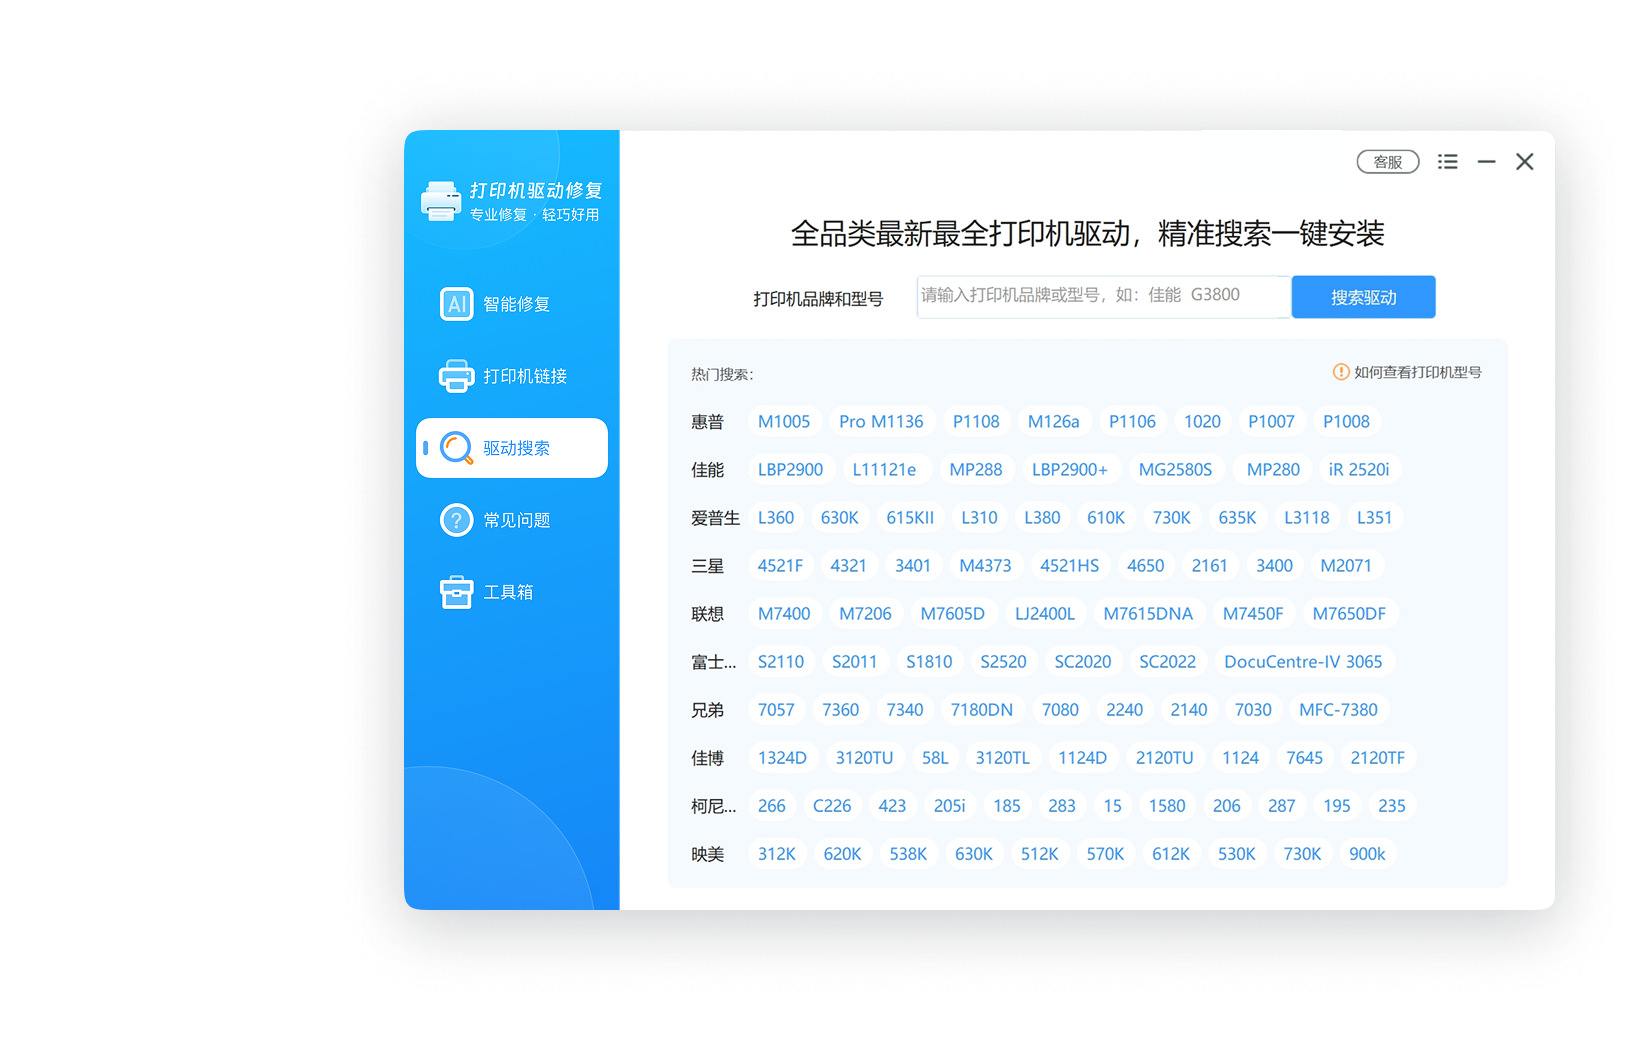 打印机驱动修复
专业修复·轻巧好用
AI 智能修复
打印机链接
驱动搜索
? 常见问题
工具箱
客服
全品类最新最全打印机驱动，精准搜索一键安装
打印机品牌和型号 请输入打印机品牌或型号，如：佳能 G3800 搜索驱动
热门搜索： 如何查看打印机型号
惠普 M1005 Pro M1136 P1108 M126a P1106 1020 P1007 P1008
佳能 LBP2900 L11121e MP288 LBP2900+ MG2580S MP280 iR 2520i
爱普生 L360 630K 615KII L310 L380 610K 730K 635K L3118 L351
三星 4521F 4321 3401 M4373 4521HS 4650 2161 3400 M2071
联想 M7400 M7206 M7605D LJ2400L M7615DNA M7450F M7650DF
富士... S2110 S2011 S1810 S2520 SC2020 SC2022 DocuCentre-IV 3065
兄弟 7057 7360 7340 7180DN 7080 2240 2140 7030 MFC-7380
佳博 1324D 3120TU 58L 3120TL 1124D 2120TU 1124 7645 2120TF
柯尼... 266 C226 423 205i 185 283 15 1580 206 287 195 235
映美 312K 620K 538K 630K 512K 570K 612K 530K 730K 900k